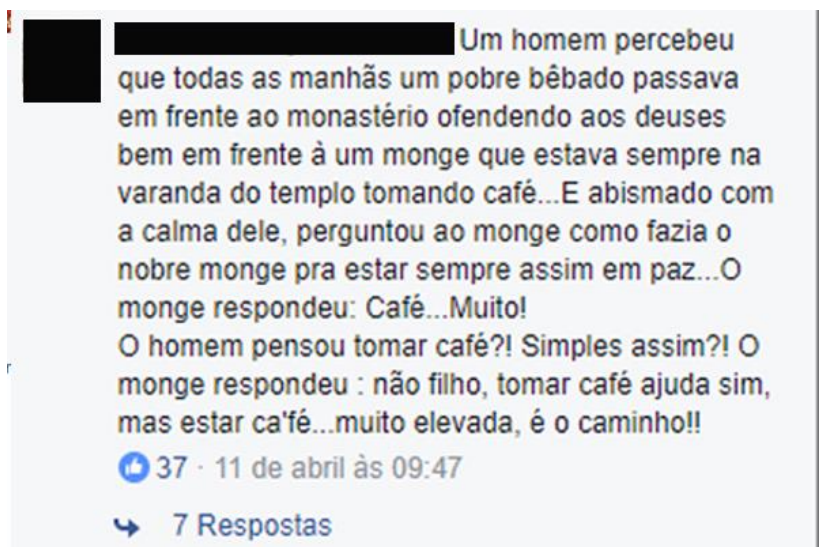 Um homem percebeu
que todas as manhãs um pobre bêbado passava
em frente ao monastério ofendendo aos deuses
bem em frente à um monge que estava sempre na
varanda do templo tomando café...E abismado com
a calma dele, perguntou ao monge como fazia o
nobre monge pra estar sempre assim em paz...O
monge respondeu: Café...Muito!
O homem pensou tomar café?! Simples assim?! O
monge respondeu : não filho, tomar café ajuda sim,
mas estar ca'fé...muito elevada, é o caminho!!
37 · 11 de abril às 09:47
7 Respostas